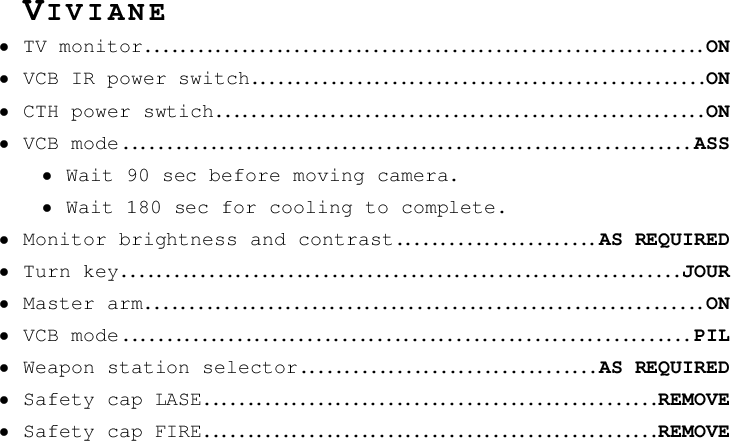 VIVIANE
• TV monitor..................................................................ON
• VCB IR power switch....................................................ON
• CTH power swtich........................................................ON
• VCB mode.................................................................ASS
• Wait 90 sec before moving camera.
• Wait 180 sec for cooling to complete.
• Monitor brightness and contrast.......................AS REQUIRED
• Turn key................................................................JOUR
• Master arm................................................................ON
• VCB mode.................................................................PIL
• Weapon station selector..................................AS REQUIRED
• Safety cap LASE....................................................REMOVE
• Safety cap FIRE....................................................REMOVE